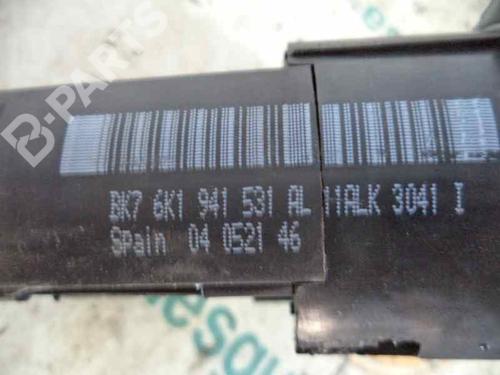 B-PARTS
BK7 6K1 941 531 AL 11ALK 3041 I
Spain 04 0521 46